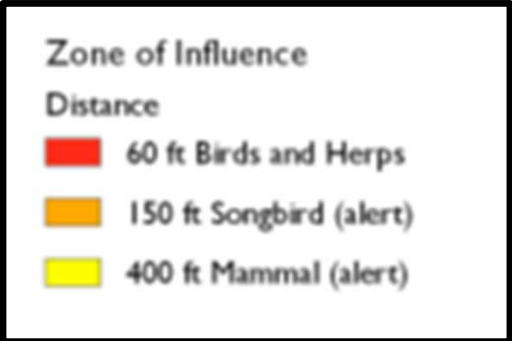 Zone of Influence
Distance
60 ft Birds and Herps
150 ft Songbird (alert)
400 ft Mammal (alert)